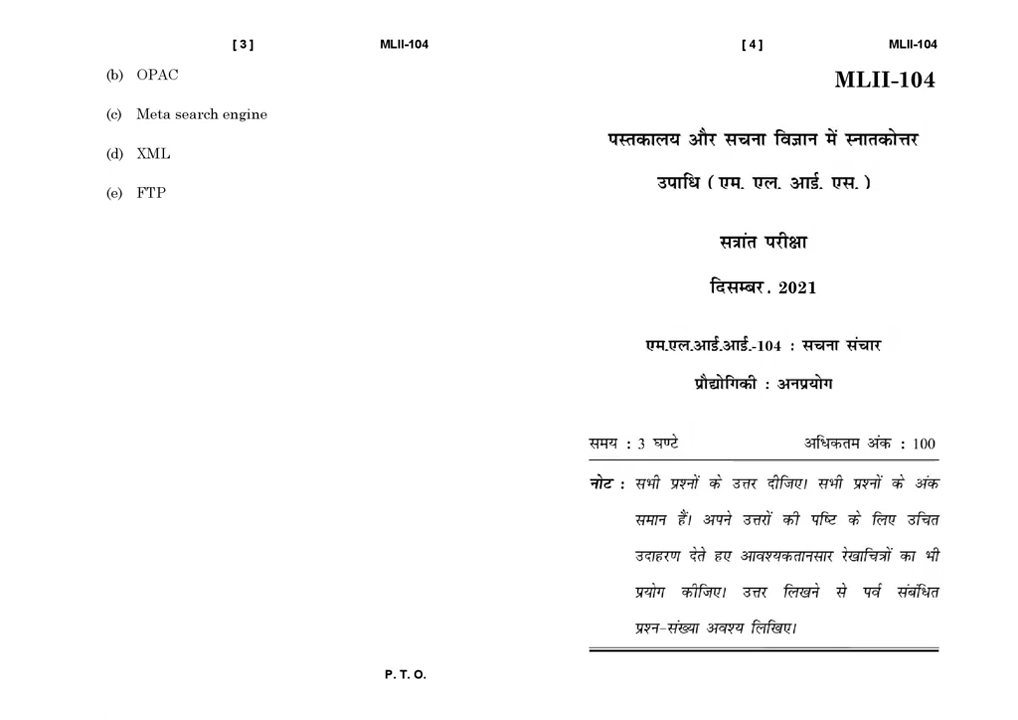 [ 3 ] MLII-104
(b) OPAC
(c) Meta search engine
(d) XML
(e) FTP
P. T. O.
[ 4 ] MLII-104
MLII-104
पस्तकालय और सचना विज्ञान में स्नातकोत्तर
उपाधि ( एम. एल. आई. एस. )
सत्रांत परीक्षा
दिसम्बर. 2021
एम.एल.आई.आई.-104 : सचना संचार
प्रौद्योगिकी : अनप्रयोग
समय : 3 घण्टे अधिकतम अंक : 100
नोट : सभी प्रश्नों के उत्तर दीजिए। सभी प्रश्नों के अंक
समान हैं। अपने उत्तरों की पष्टि के लिए उचित
उदाहरण देते हए आवश्यकतानसार रेखाचित्रों का भी
प्रयोग कीजिए। उत्तर लिखने से पर्व संबंधित
प्रश्न-संख्या अवश्य लिखिए।